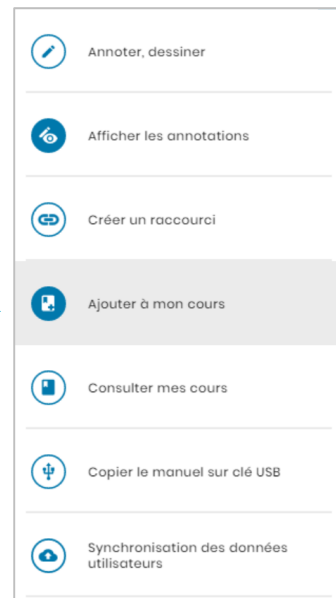 Annoter, dessiner
Afficher les annotations
Créer un raccourci
Ajouter à mon cours
Consulter mes cours
Copier le manuel sur clé USB
Synchronisation des données
utilisateurs